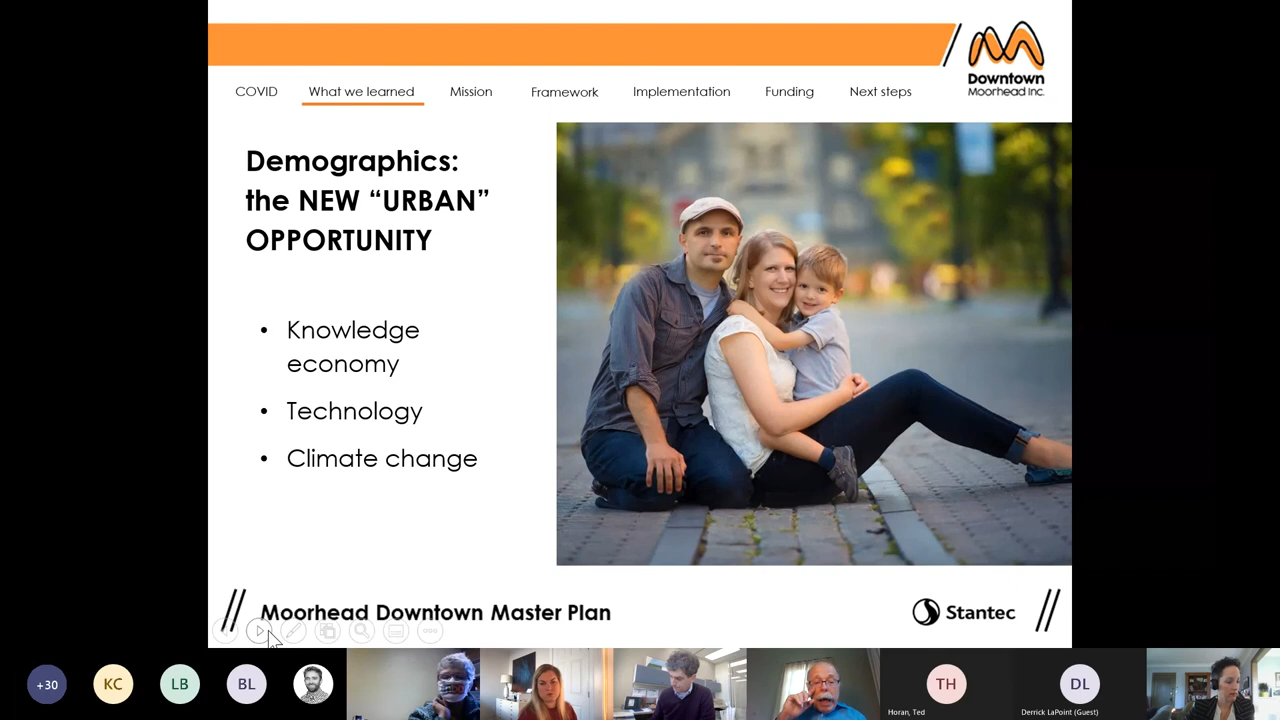 Downtown
Moorhead Inc.
COVID
What we learned
Mission
Framework
Implementation
Funding
Next steps
Demographics:
the NEW “URBAN”
OPPORTUNITY
• Knowledge
economy
• Technology
• Climate change
Moorhead Downtown Master Plan
Stantec
+30
KC
LB
BL
TH
Horan, Ted
DL
Derrick LaPoint (Guest)